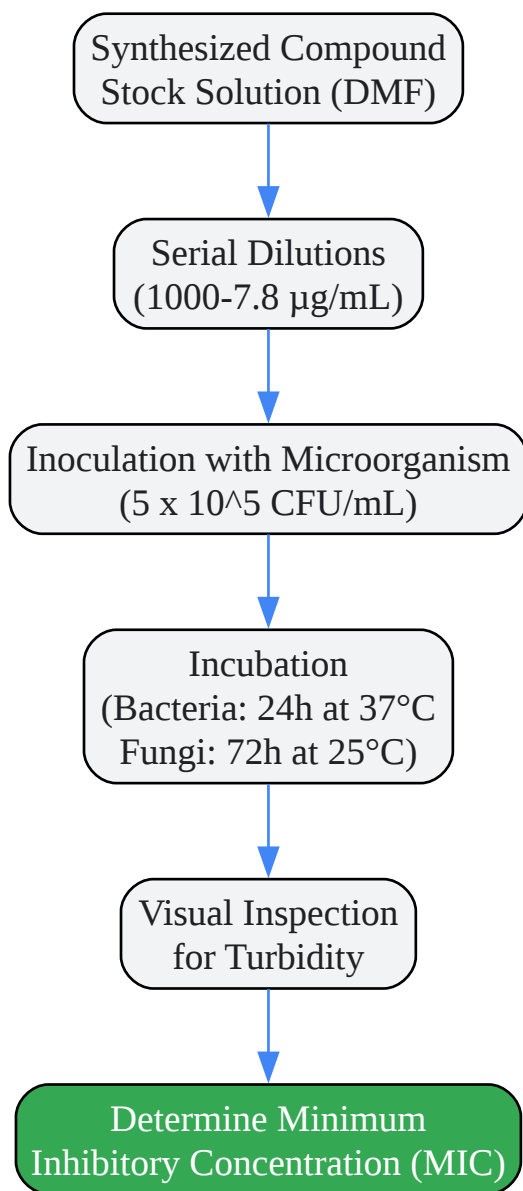 Synthesized Compound
Stock Solution (DMF)
Serial Dilutions
(1000-7.8 µg/mL)
Inoculation with Microorganism
(5 x 10^5 CFU/mL)
Incubation
(Bacteria: 24h at 37°C
Fungi: 72h at 25°C)
Visual Inspection
for Turbidity
Determine Minimum
Inhibitory Concentration (MIC)